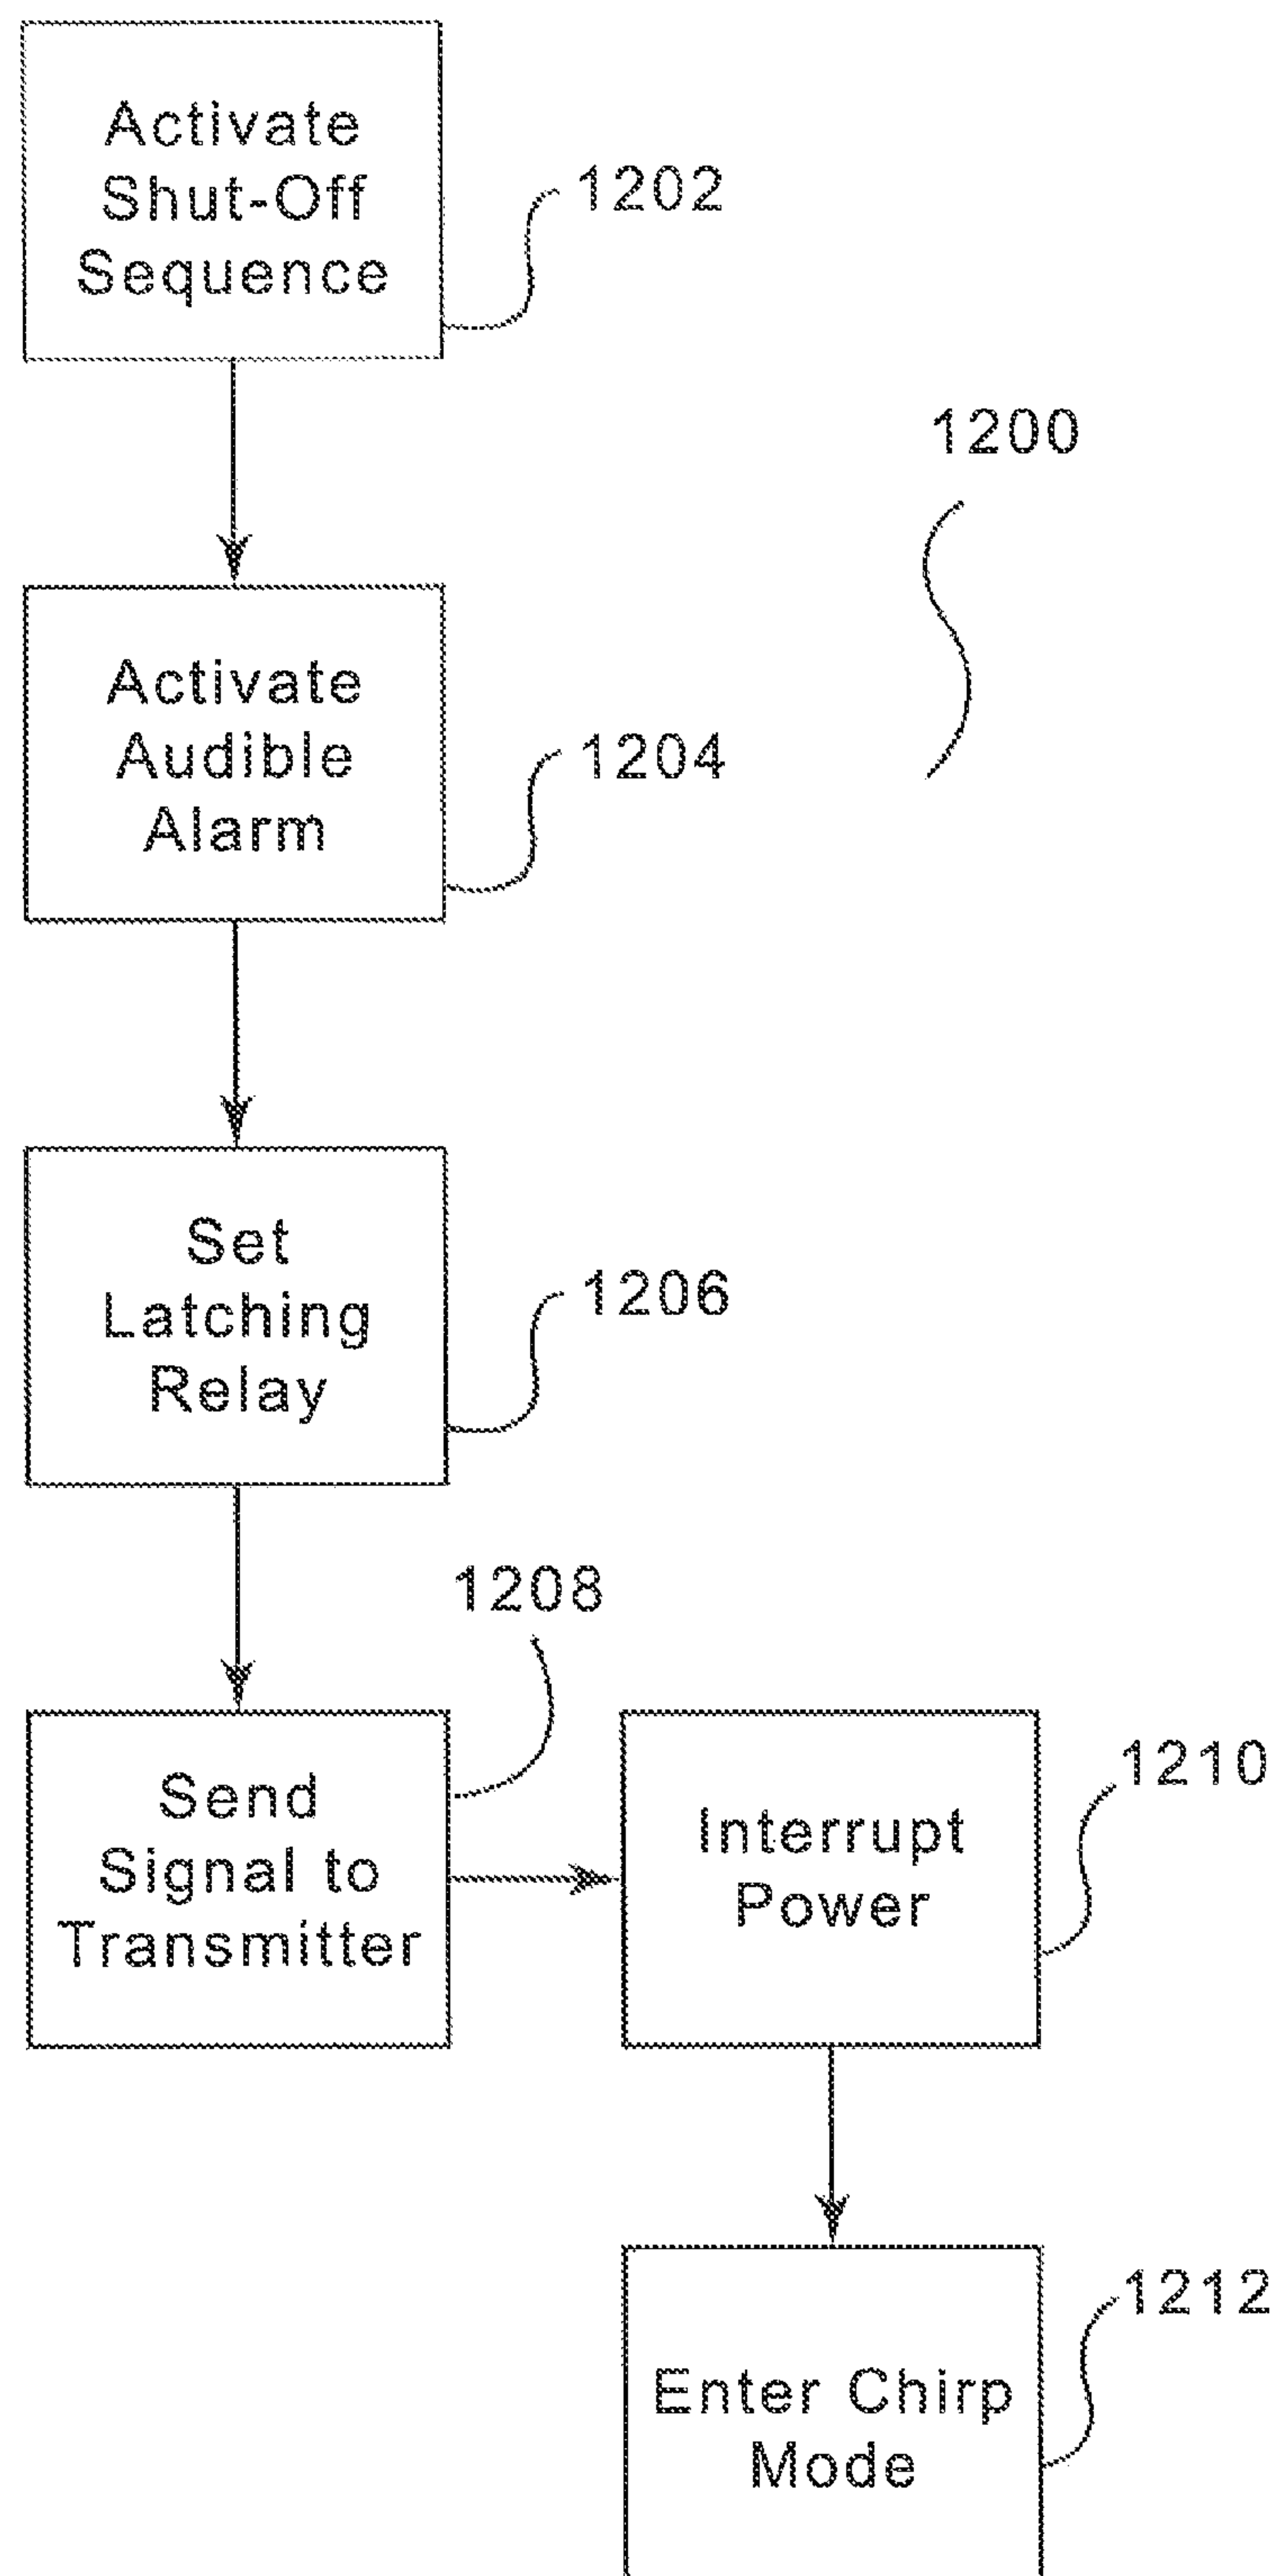 Activate
Shut-Off
Sequence
1202
1200
Activate
Audible
Alarm
1204
Set
Latching
Relay
1206
1208
Send
Signal to
Transmitter
Interrupt
Power
1210
Enter Chirp
Mode
1212